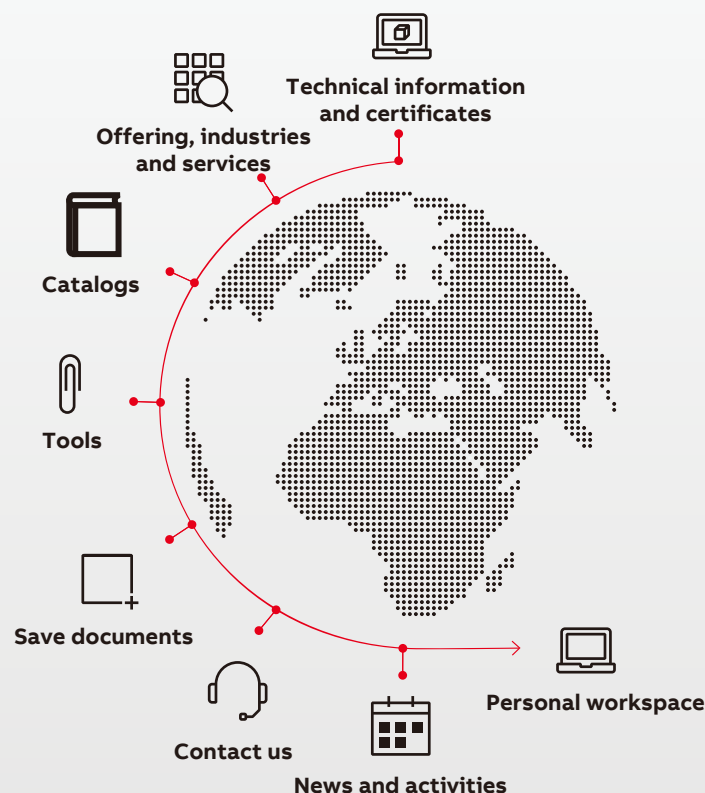 Technical information
and certificates
Offering, industries
and services
Catalogs
Tools
Save documents
Contact us
News and activities
Personal workspace